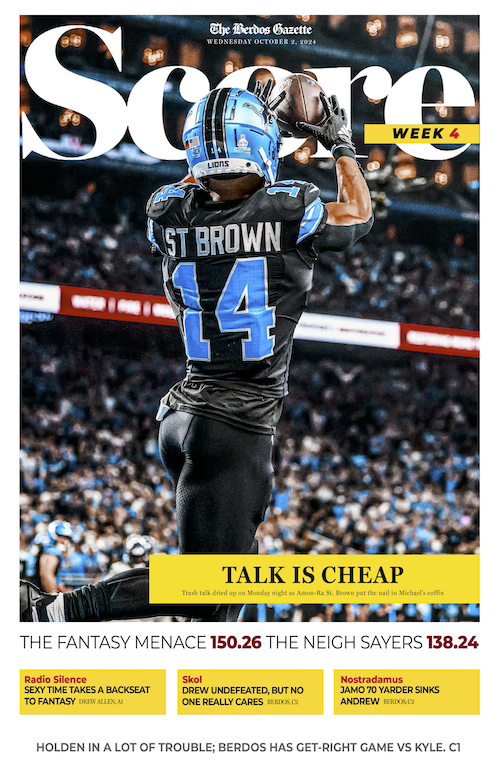 The Berdos Gazette
WEDNESDAY OCTOBER 2, 2024
Score
WEEK 4
LIONS
14 14
ST BROWN
14
TALK IS CHEAP
Trash talk dried up on Monday night as Amon-Ra St. Brown put the nail in Michael's coffin
THE FANTASY MENACE 150.26 THE NEIGH SAYERS 138.24
Radio Silence
SEXY TIME TAKES A BACKSEAT
TO FANTASY DREW ALLEN, A1
Skol
DREW UNDEFEATED, BUT NO
ONE REALLY CARES BERDOS, C2
Nostradamus
JAMO 70 YARDER SINKS
ANDREW BERDOS, C2
HOLDEN IN A LOT OF TROUBLE; BERDOS HAS GET-RIGHT GAME VS KYLE. C1